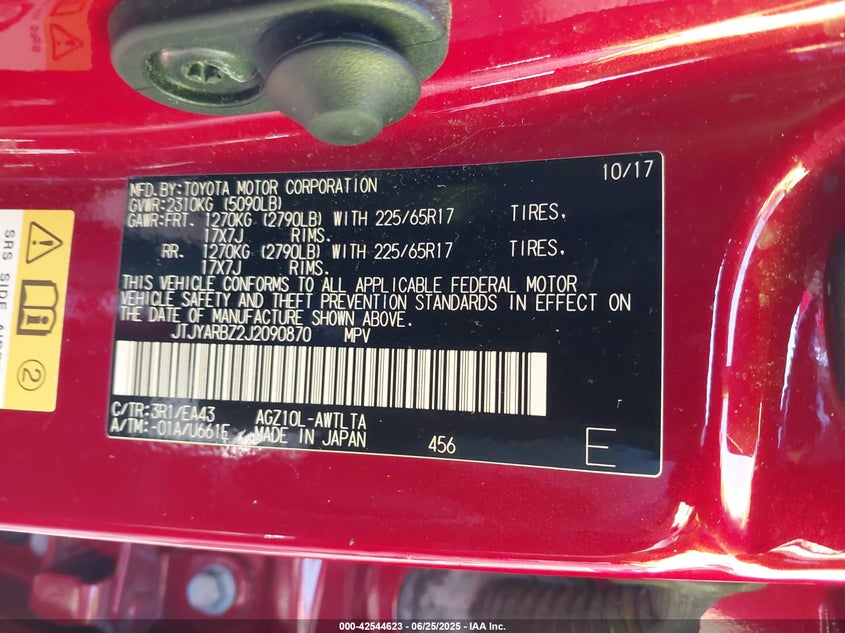 MFD.BY:TOYOTA MOTOR CORPORATION 10/17
GVWR:2310KG (5090LB)
GAWR:FRT. 1270KG (2790LB) WITH 225/65R17 TIRES,
17X7J RIMS.
RR. 1270KG (2790LB) WITH 225/65R17 TIRES,
17X7J RIMS.
THIS VEHICLE CONFORMS TO ALL APPLICABLE FEDERAL MOTOR
VEHICLE SAFETY AND THEFT PREVENTION STANDARDS IN EFFECT ON
THE DATE OF MANUFACTURE SHOWN ABOVE.
JTJYARBZ2J2090870 MPV
C/TR:3R1/EA43 AGZ10L-AWTLTA
A/TM:-01A/U661E MADE IN JAPAN 456 E
SRS SIDE
2
000-42544623 - 06/25/2025 - IAA Inc.